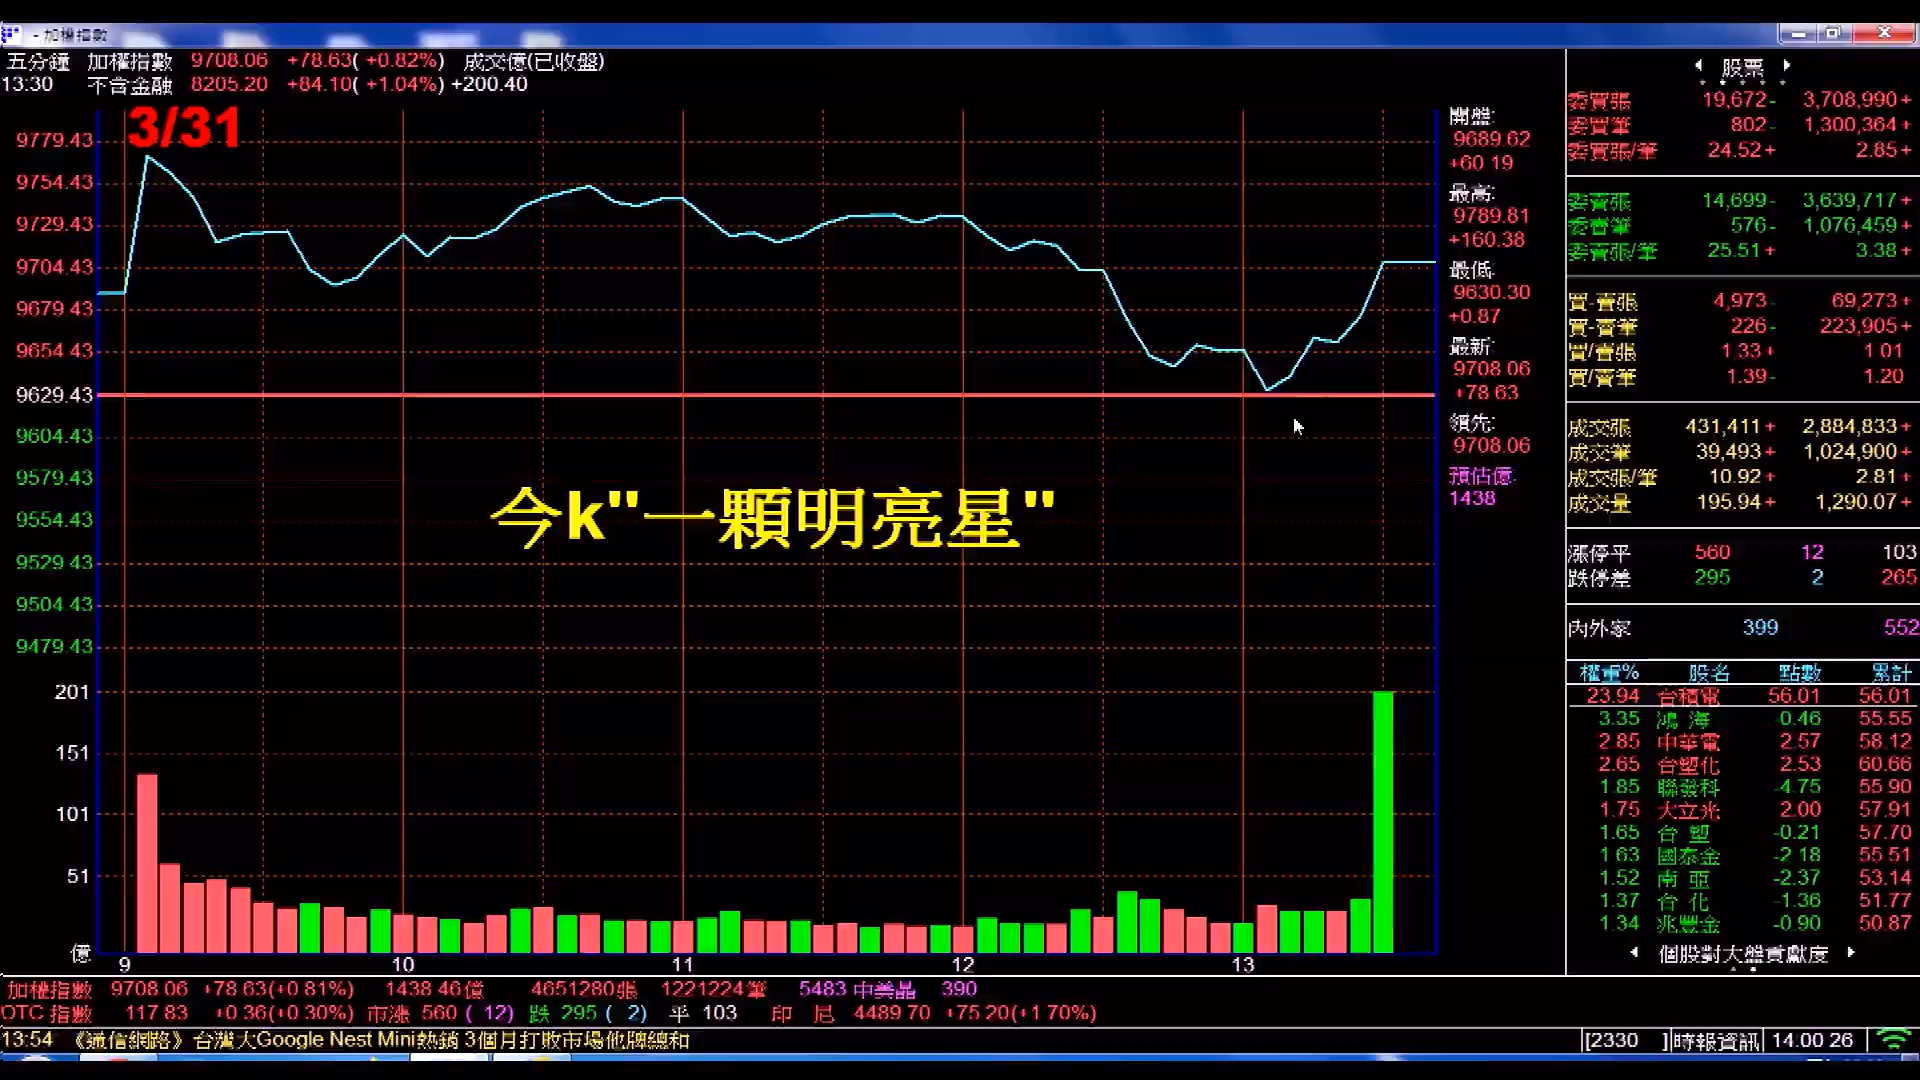 - 加權指數
五分鐘 加權指數 9708.06 +78.63( +0.82%) 成交億(已收盤)
13:30 不含金融 8205.20 +84.10( +1.04%) +200.40
3/31
9779.43
9754.43
9729.43
9704.43
9679.43
9654.43
9629.43
9604.43
9579.43
9554.43
9529.43
9504.43
9479.43
201
151
101
51
億
9 10 11 12 13
今k"一顆明亮星"
開盤:
9689.62
+60.19
最高:
9789.81
+160.38
最低:
9630.30
+0.87
最新:
9708.06
+78.63
領先:
9708.06
預估億:
1438
股票
委買張 19,672- 3,708,990+
委買筆 802- 1,300,364+
委買張/筆 24.52+ 2.85+
委賣張 14,699- 3,639,717+
委賣筆 576- 1,076,459+
委賣張/筆 25.51+ 3.38+
買-賣張 4,973- 69,273+
買-賣筆 226- 223,905+
買/賣張 1.33+ 1.01
買/賣筆 1.39- 1.20
成交張 431,411+ 2,884,833+
成交筆 39,493+ 1,024,900+
成交張/筆 10.92+ 2.81+
成交量 195.94+ 1,290.07+
漲停平 560 12 103
跌停差 295 2 265
內外家 399 552
權重% 股名 點數 累計
23.94 台積電 56.01 56.01
3.35 鴻海 -0.46 55.55
2.85 中華電 2.57 58.12
2.65 台塑化 2.53 60.66
1.85 聯發科 -4.75 55.90
1.75 大立光 2.00 57.91
1.65 台塑 -0.21 57.70
1.63 國泰金 -2.18 55.51
1.52 南亞 -2.37 53.14
1.37 台化 -1.36 51.77
1.34 兆豐金 -0.90 50.87
個股對大盤貢獻度
加權指數 9708.06 +78.63(+0.81%) 1438.46億 4651280張 1221224筆 5483 中美晶 390
OTC 指數 117.83 +0.36(+0.30%) 市漲 560 ( 12) 跌 295 ( 2) 平 103 印 尼 4489.70 +75.20(+1.70%)
13:54 《通信網路》台灣大Google Nest Mini熱銷 3個月打敗市場他牌總和
[2330 ] 時報資訊 14:00:26